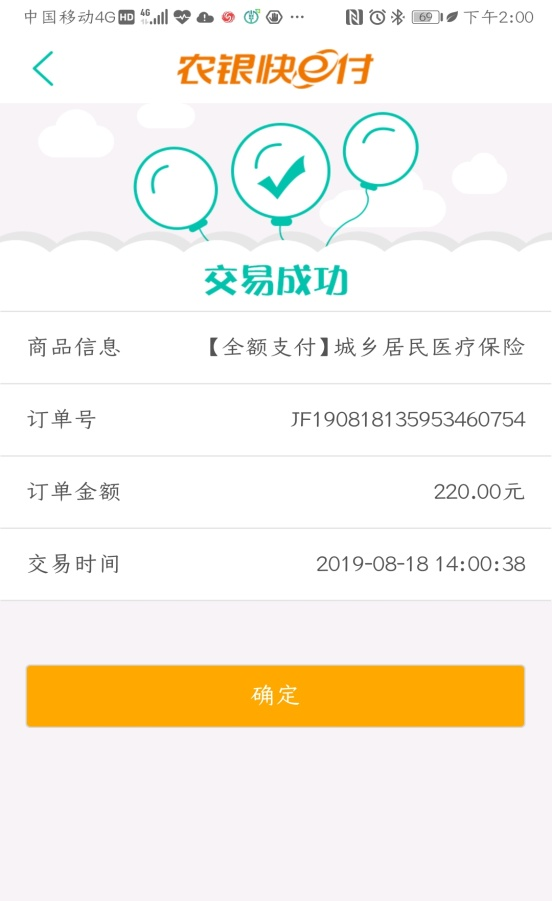 中国移动4G HD 4G 69 下午2:00
农银快e付
交易成功
商品信息 【全额支付】城乡居民医疗保险
订单号 JF190818135953460754
订单金额 220.00元
交易时间 2019-08-18 14:00:38
确定